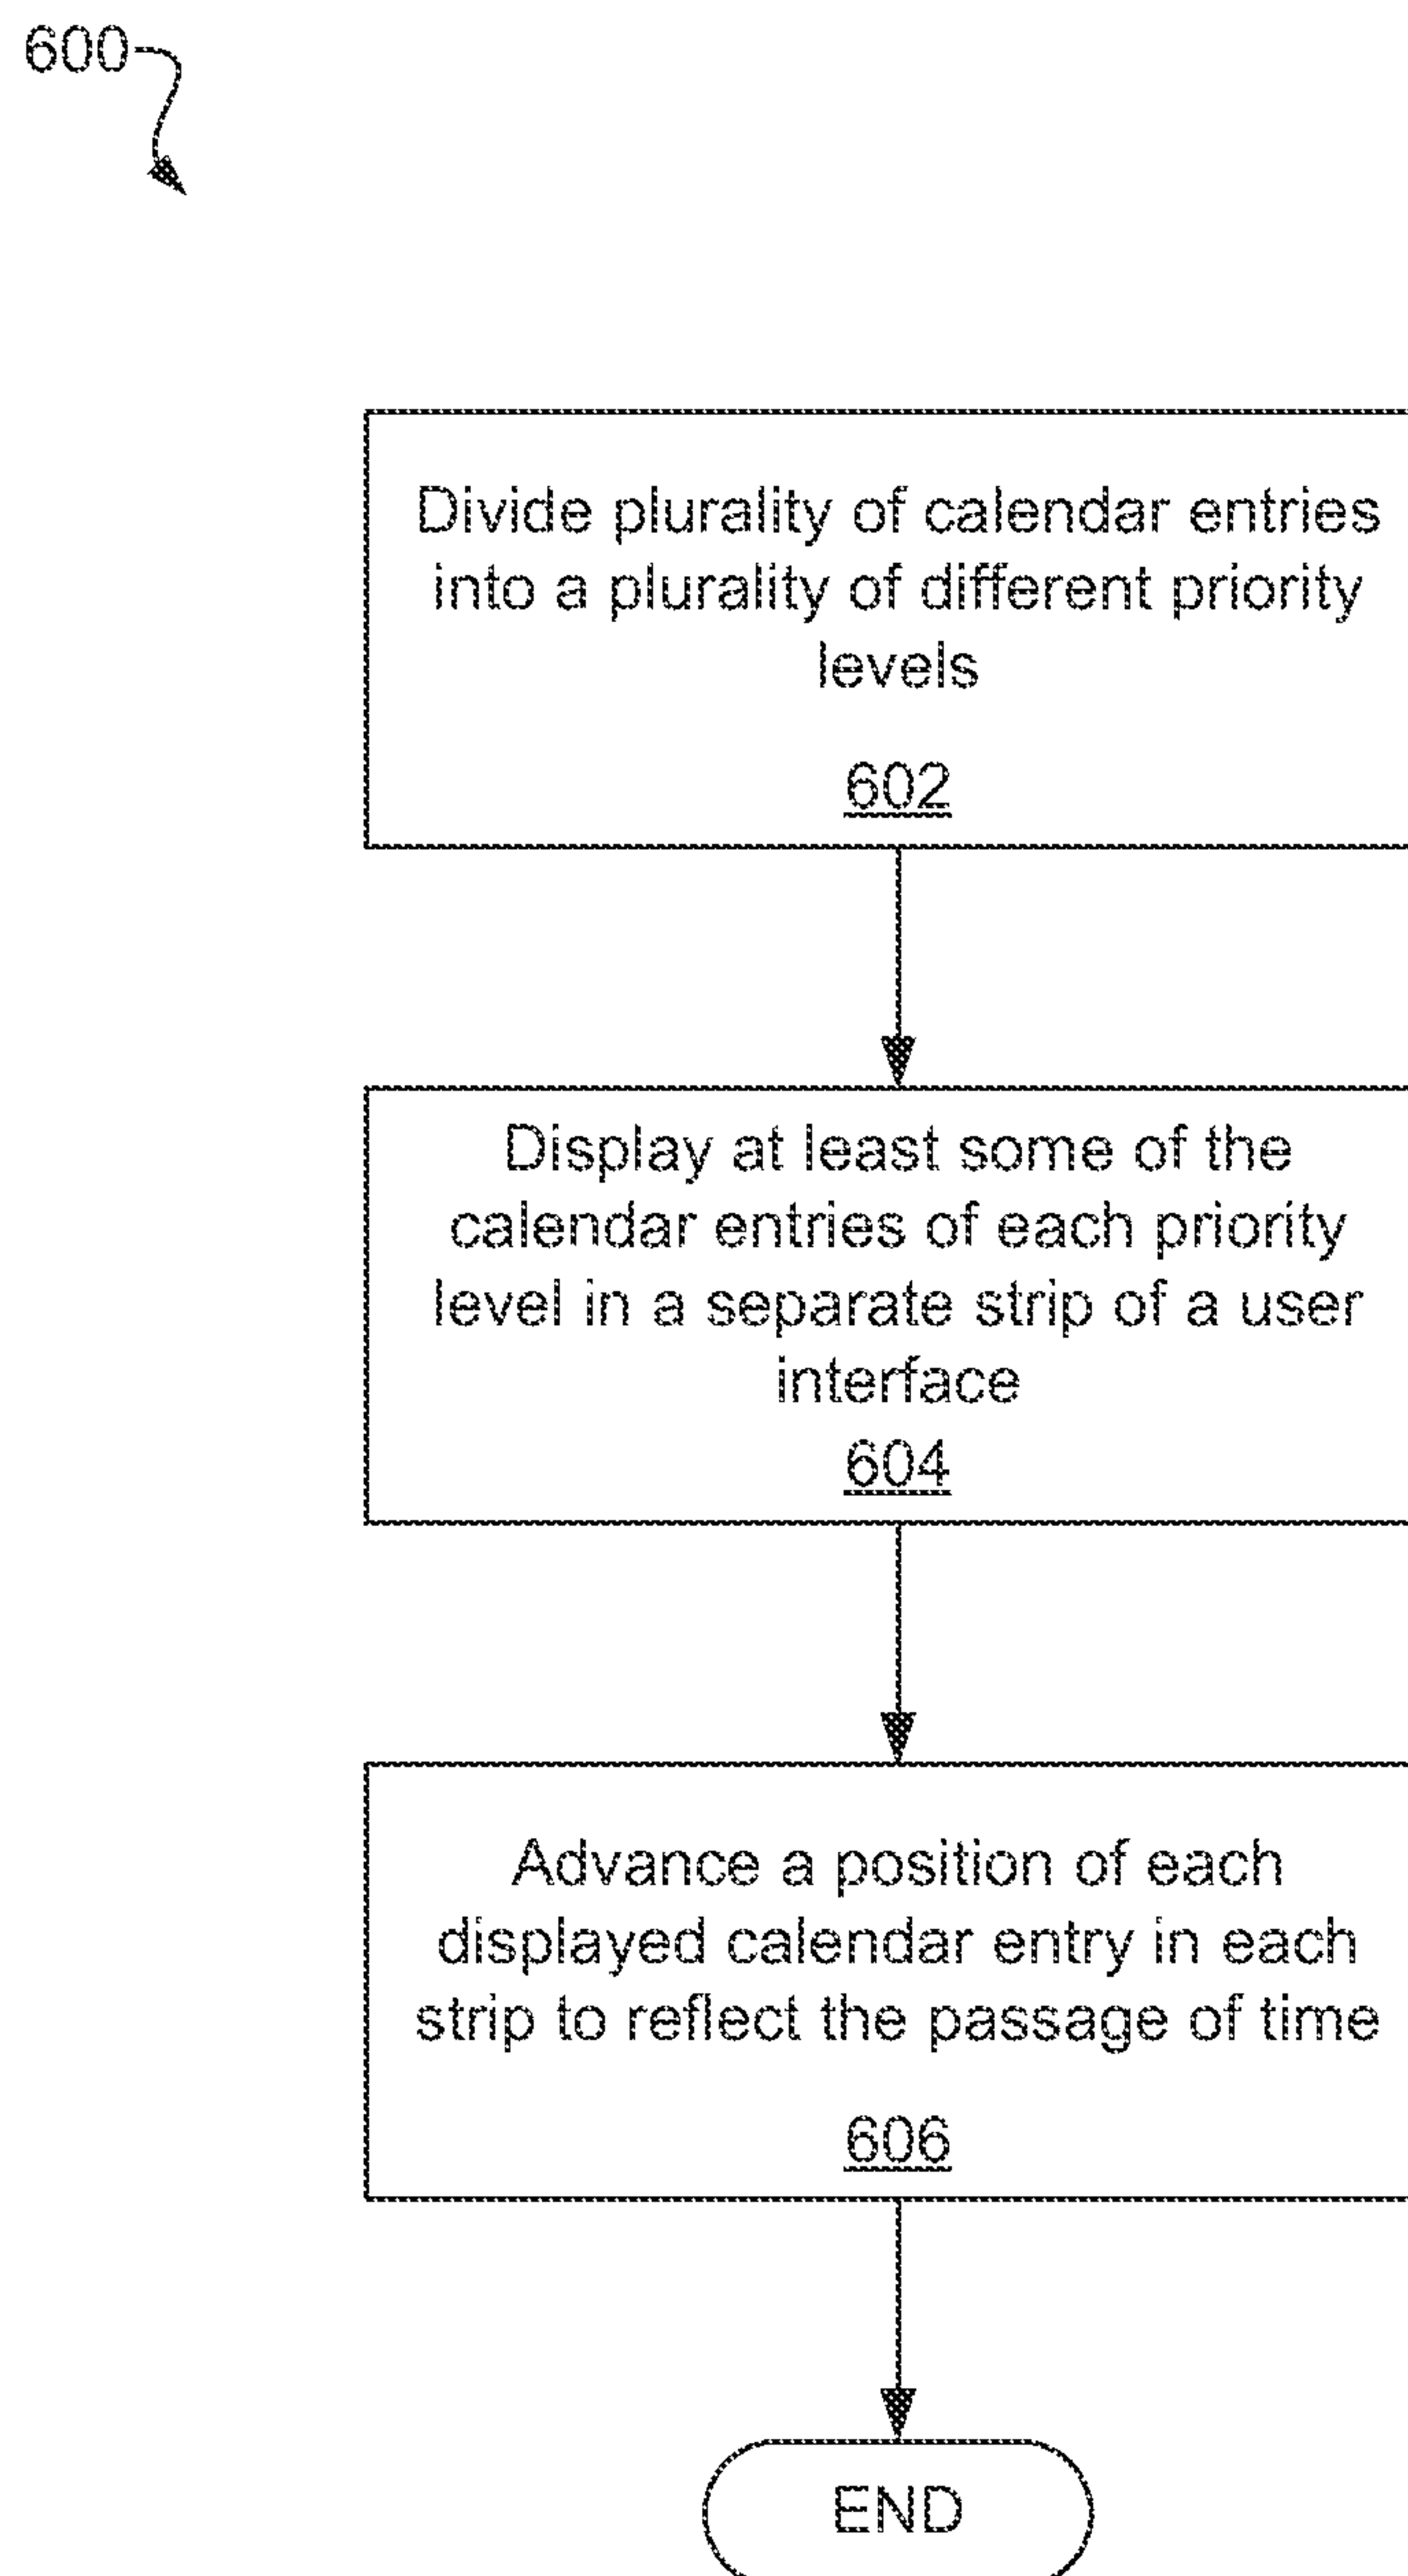 600
Divide plurality of calendar entries
into a plurality of different priority
levels
602
Display at least some of the
calendar entries of each priority
level in a separate strip of a user
interface
604
Advance a position of each
displayed calendar entry in each
strip to reflect the passage of time
606
END